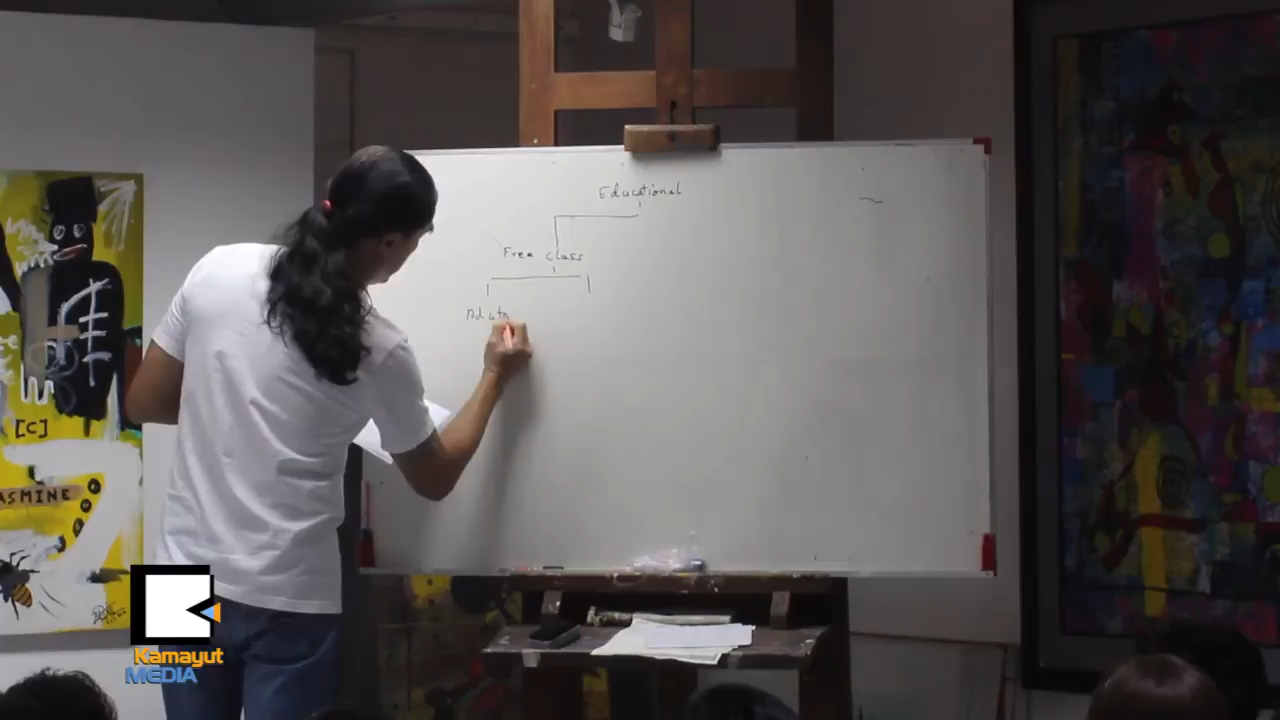 Educational
Free class
[C]
ASMINE
Kamayut
MEDIA